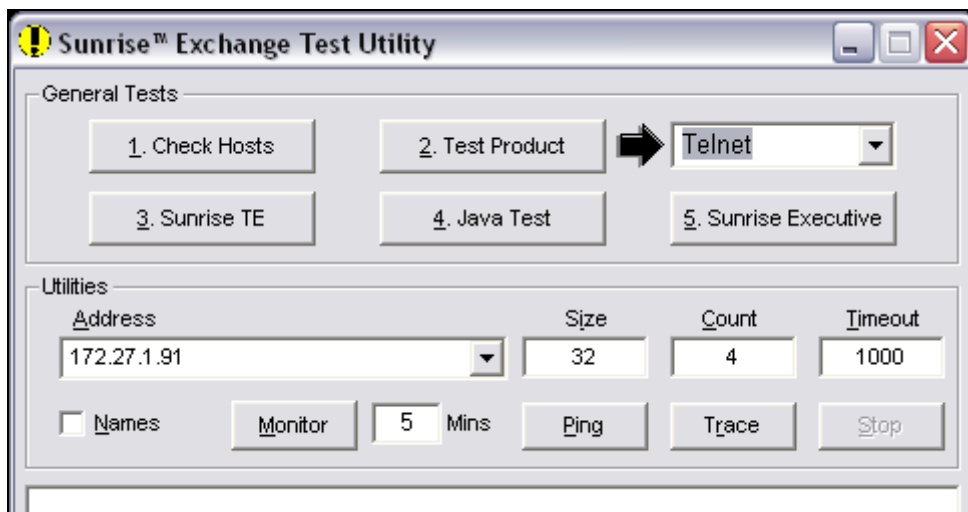 Sunrise™ Exchange Test Utility
General Tests
1. Check Hosts
2. Test Product
Telnet
3. Sunrise TE
4. Java Test
5. Sunrise Executive
Utilities
Address
Size
Count
Timeout
172.27.1.91
32
4
1000
Names
Monitor
5
Mins
Ping
Trace
Stop